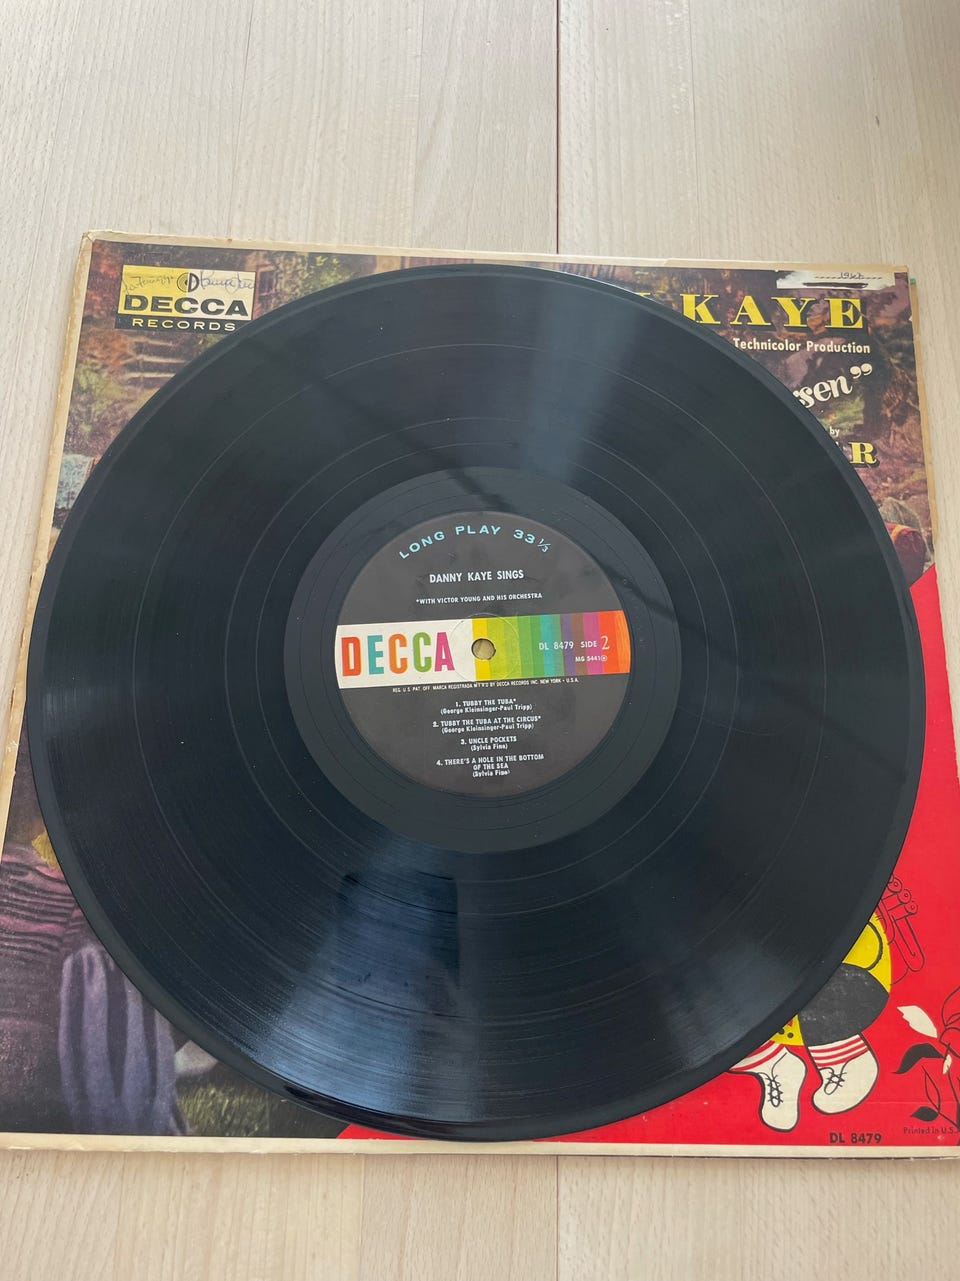 DECCA
RECORDS
KAYE
Technicolor Production
sen”
by
R
LONG PLAY 33⅓
DANNY KAYE SINGS
*WITH VICTOR YOUNG AND HIS ORCHESTRA
DECCA
DL 8479 SIDE 2
MG 5441
REG. U.S. PAT. OFF. MARCA REGISTRADA MF'R'D BY DECCA RECORDS INC. NEW YORK • U.S.A.
1. TUBBY THE TUBA*
(George Kleinsinger-Paul Tripp)
2. TUBBY THE TUBA AT THE CIRCUS*
(George Kleinsinger-Paul Tripp)
3. UNCLE POCKETS
(Sylvia Fine)
4. THERE'S A HOLE IN THE BOTTOM
OF THE SEA
(Sylvia Fine)
DL 8479
Printed in U.S.